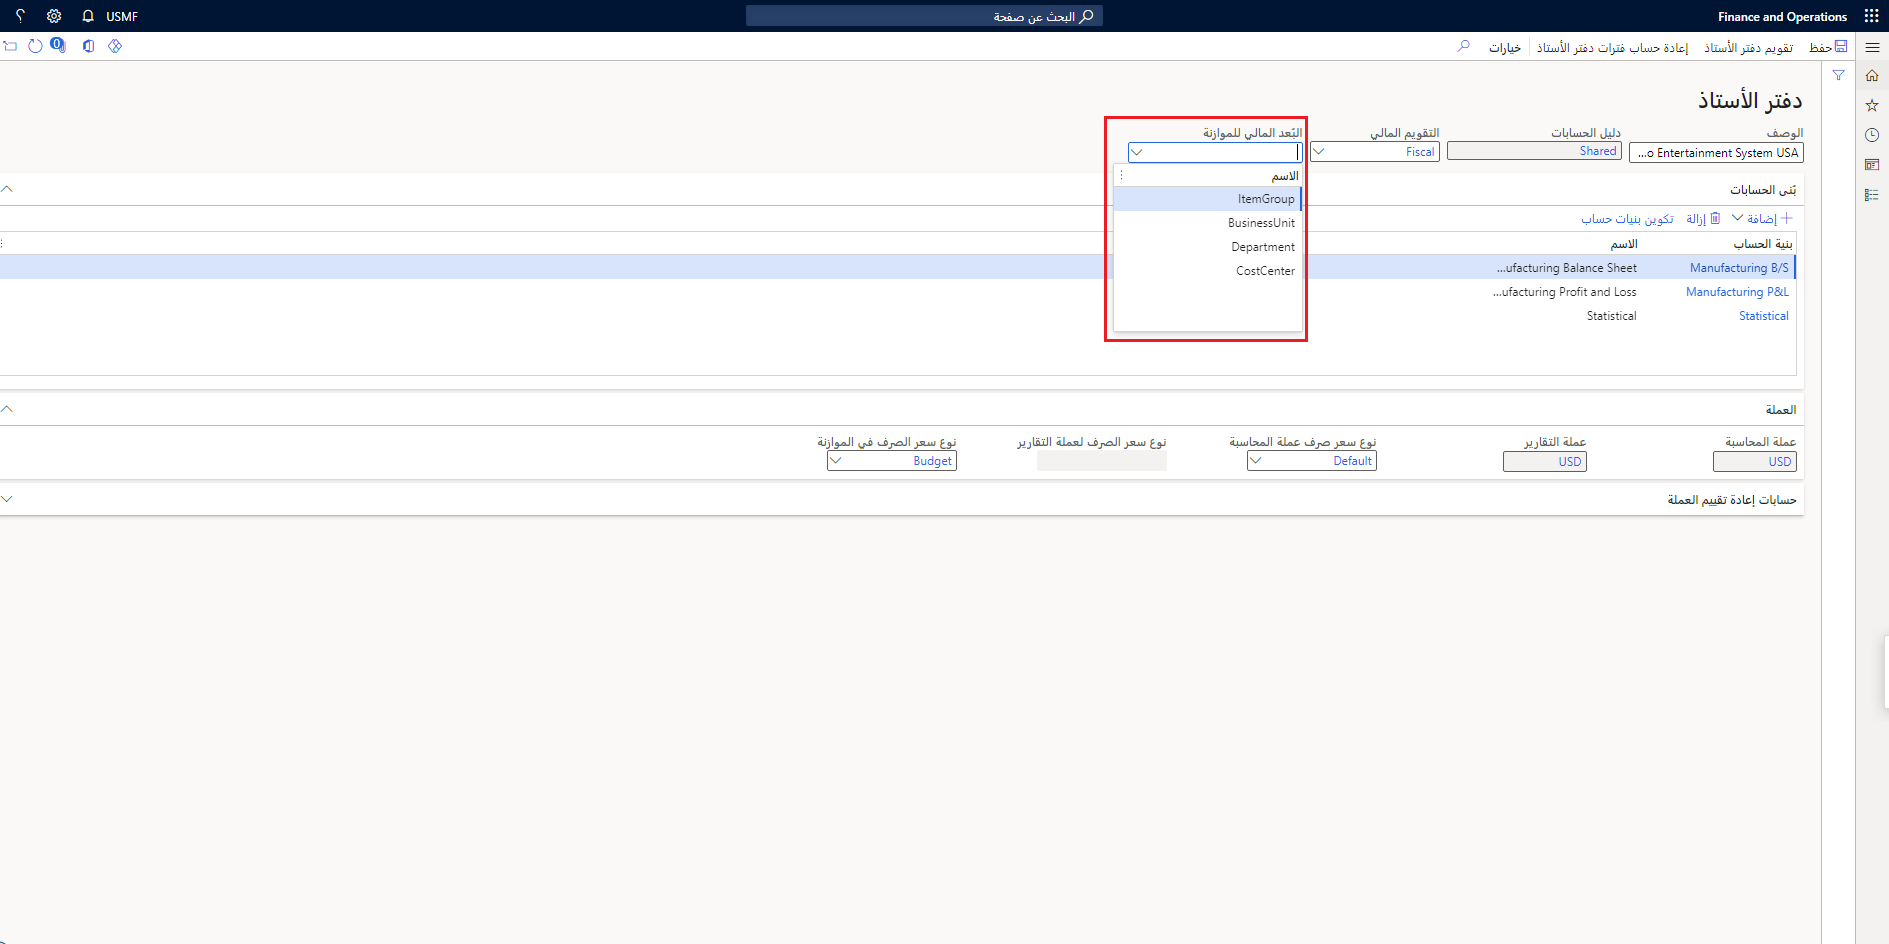 Finance and Operations
البحث عن صفحة
USMF
؟
حفظ
تقويم دفتر الأستاذ
إعادة حساب فترات دفتر الأستاذ
خيارات
0
دفتر الأستاذ
الوصف
دليل الحسابات
التقويم المالي
البُعد المالي للموازنة
...o Entertainment System USA
Shared
Fiscal
الاسم
ItemGroup
BusinessUnit
Department
CostCenter
بُنى الحسابات
إضافة
إزالة
تكوين بنيات حساب
بنية الحساب
الاسم
Manufacturing B/S
...ufacturing Balance Sheet
Manufacturing P&L
...ufacturing Profit and Loss
Statistical
Statistical
العملة
عملة المحاسبة
عملة التقارير
نوع سعر صرف عملة المحاسبة
نوع سعر الصرف لعملة التقارير
نوع سعر الصرف في الموازنة
USD
USD
Default
Budget
حسابات إعادة تقييم العملة